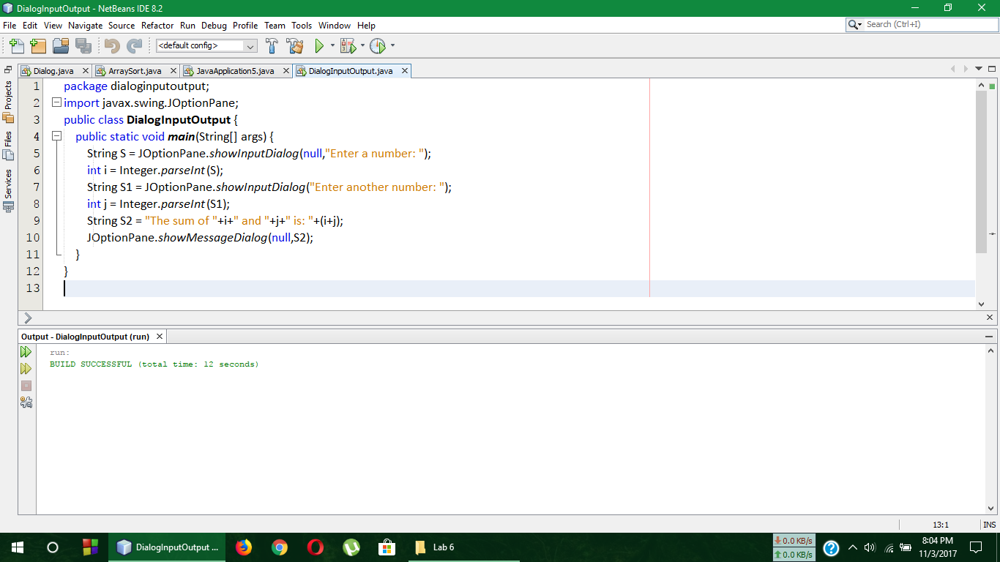 DialogInputOutput - NetBeans IDE 8.2
File Edit View Navigate Source Refactor Run Debug Profile Team Tools Window Help
Search (Ctrl+I)
<default config>
Dialog.java ArraySort.java JavaApplication5.java DialogInputOutput.java
Projects
Files
Services
1 package dialoginputoutput;
2 import javax.swing.JOptionPane;
3 public class DialogInputOutput {
4 public static void main(String[] args) {
5 String S = JOptionPane.showInputDialog(null,"Enter a number: ");
6 int i = Integer.parseInt(S);
7 String S1 = JOptionPane.showInputDialog("Enter another number: ");
8 int j = Integer.parseInt(S1);
9 String S2 = "The sum of "+i+" and "+j+" is: "+(i+j);
10 JOptionPane.showMessageDialog(null,S2);
11 }
12 }
13
Output - DialogInputOutput (run)
run:
BUILD SUCCESSFUL (total time: 12 seconds)
13:1 INS
DialogInputOutput ...
Lab 6
0.0 KB/s
0.0 KB/s
8:04 PM
11/3/2017